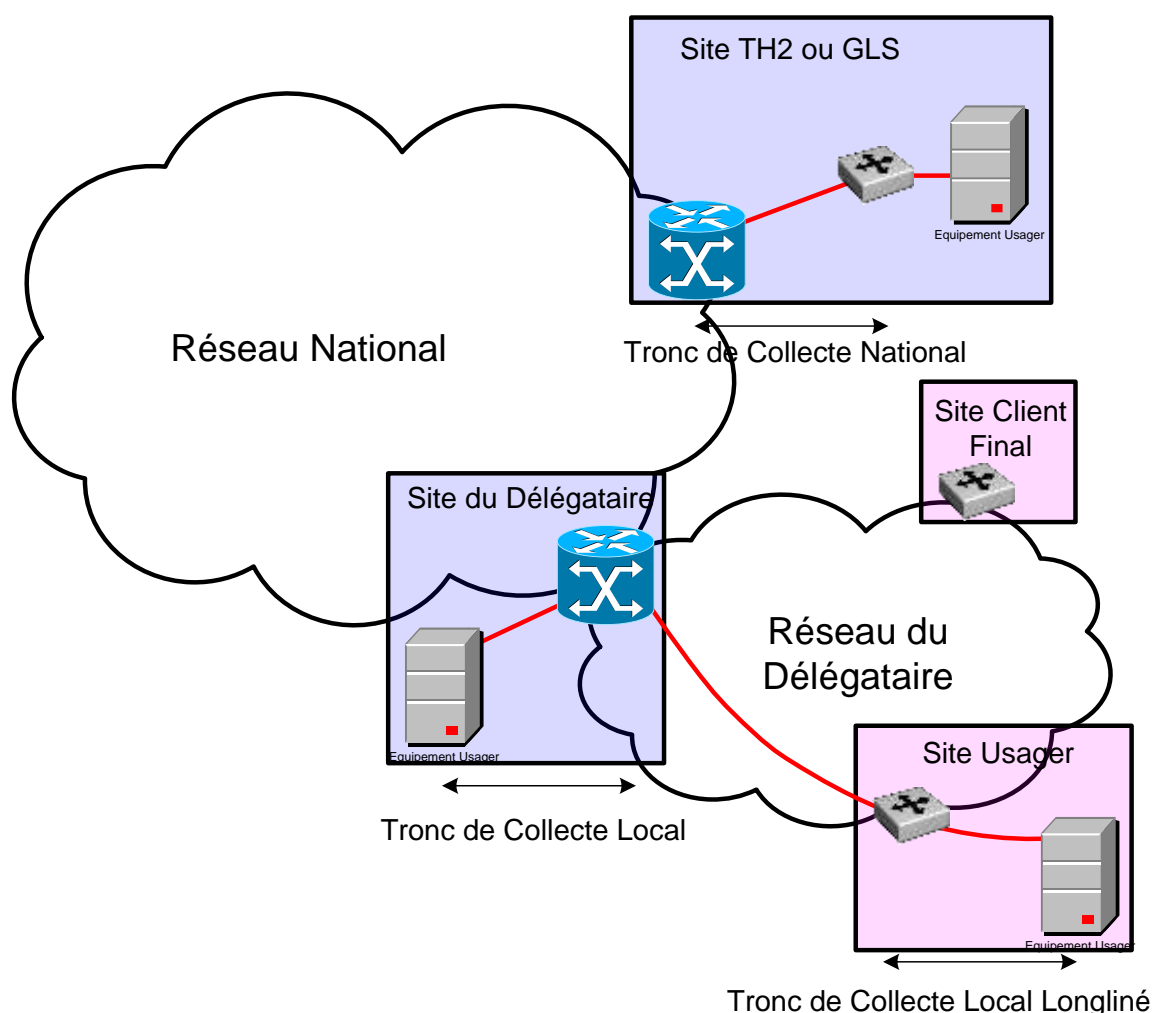 Site TH2 ou GLS
Equipement Usager
Réseau National
Tronc de Collecte National
Site Client
Final
Site du Délégataire
Réseau du
Délégataire
Equipement Usager
Site Usager
Tronc de Collecte Local
Equipement Usager
Tronc de Collecte Local Longliné